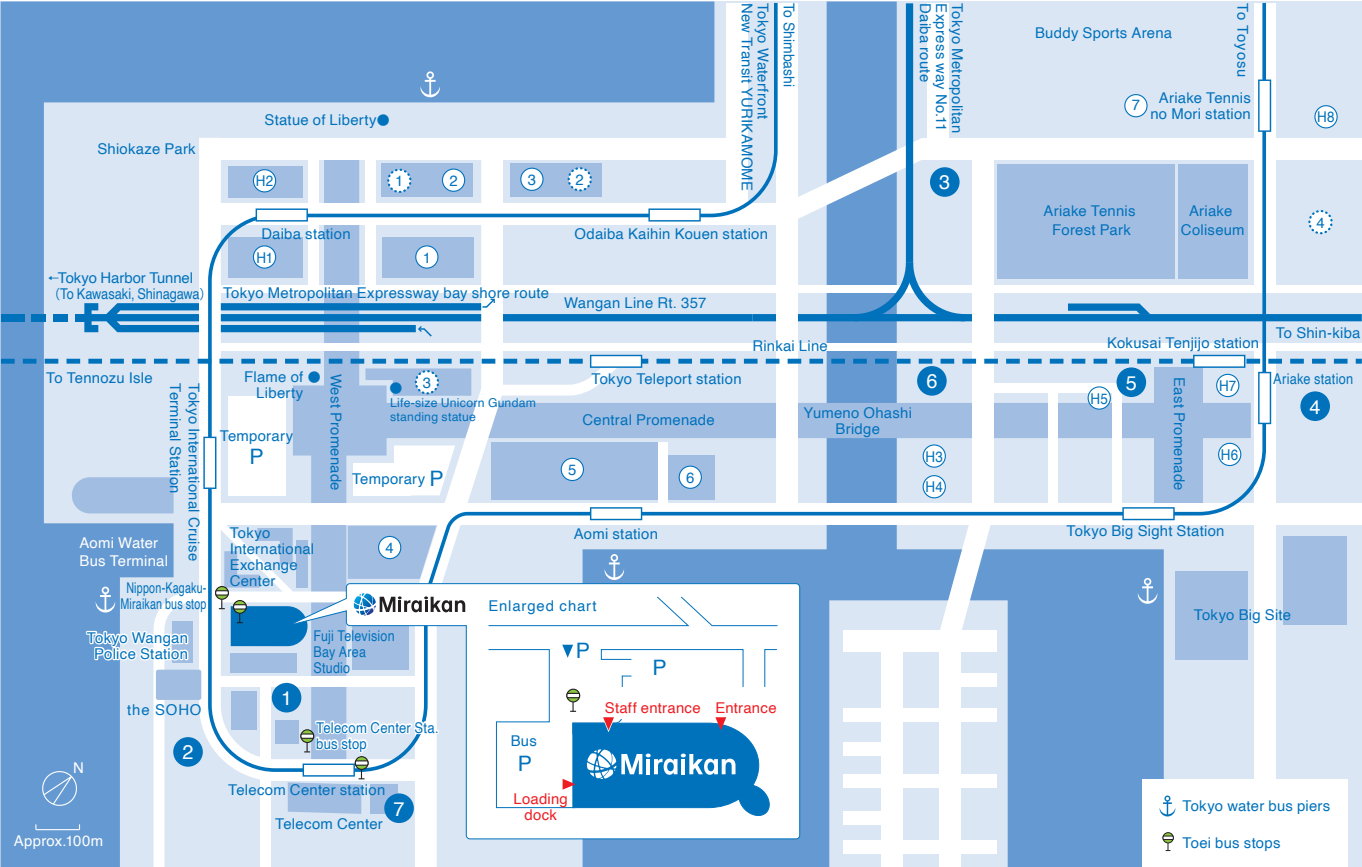 To Shimbashi
Tokyo Waterfront
New Transit YURIKAMOME
Tokyo Metropolitan
Express way No.11
Daiba route
Buddy Sports Arena
To Toyosu
7
Ariake Tennis
no Mori station
H8
Statue of Liberty
Shiokaze Park
H2
1
2
3
2
3
Ariake Tennis
Forest Park
Ariake
Coliseum
4
Daiba station
Odaiba Kaihin Kouen station
H1
1
←Tokyo Harbor Tunnel
(To Kawasaki, Shinagawa)
Tokyo Metropolitan Expressway bay shore route
Wangan Line Rt. 357
To Shin-kiba
Rinkai Line
Kokusai Tenjijo station
To Tennozu Isle
Flame of
Liberty
3
Tokyo Teleport station
6
5
H7
Ariake station
4
H5
Life-size Unicorn Gundam
standing statue
Tokyo International Cruise
Terminal Station
West Promenade
Central Promenade
Yumeno Ohashi
Bridge
East Promenade
Temporary
P
Temporary P
5
6
H3
H4
H6
Aomi station
Tokyo Big Sight Station
Aomi Water
Bus Terminal
Tokyo
International
Exchange
Center
4
Nippon-Kagaku-
Miraikan bus stop
Miraikan
Enlarged chart
Tokyo Wangan
Police Station
Fuji Television
Bay Area
Studio
P
P
Tokyo Big Site
the SOHO
1
Staff entrance
Entrance
Telecom Center Sta.
bus stop
2
Bus
P
Miraikan
Loading
dock
N
Approx.100m
Telecom Center station
7
Telecom Center
Tokyo water bus piers
Toei bus stops